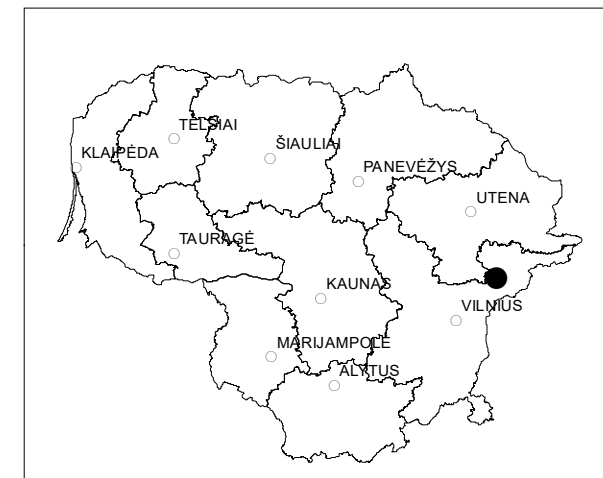 TELŠIAI
ŠIAULIAI
KLAIPĖDA
PANEVĖŽYS
UTENA
TAURAGĖ
KAUNAS
VILNIUS
MARIJAMPOLĖ
ALYTUS